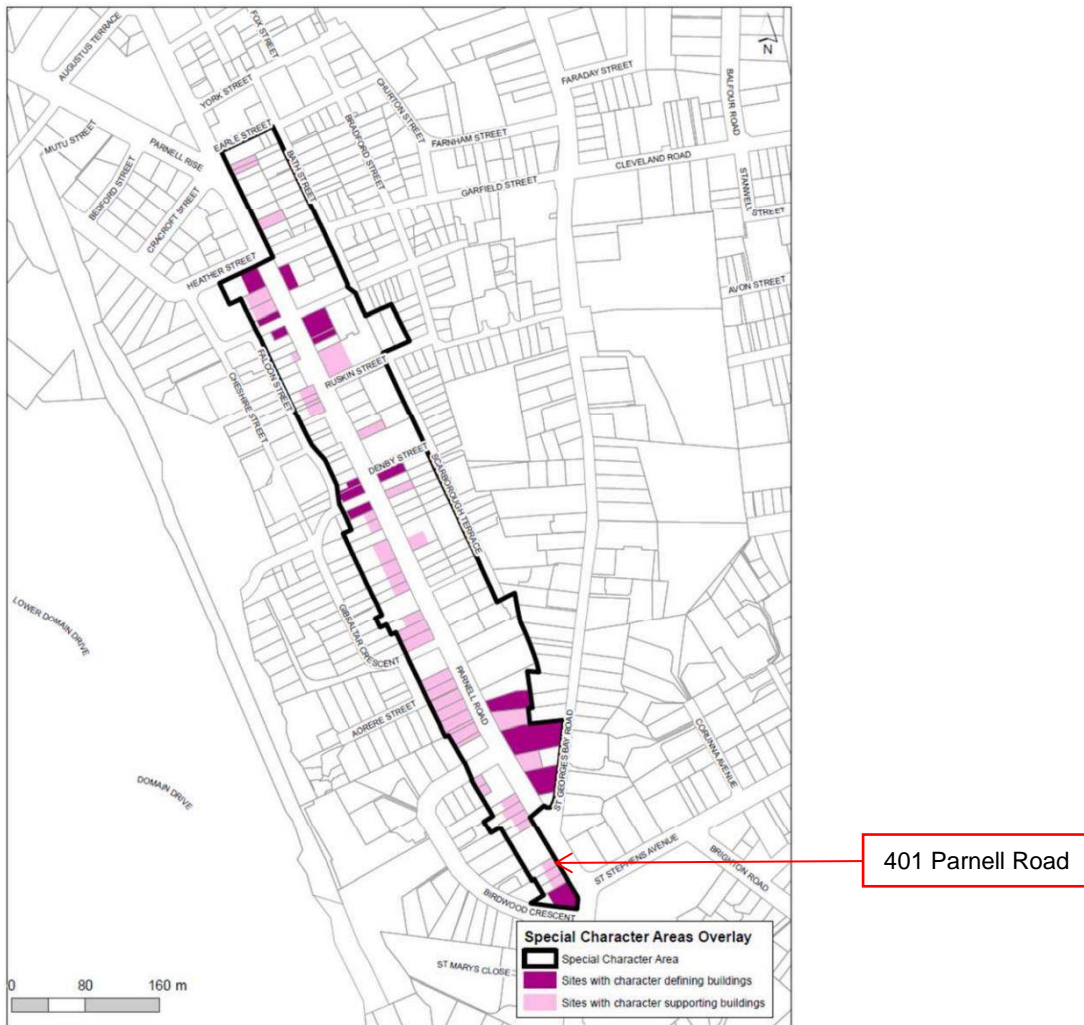 AUGUSTUS TERRACE
FOX STREET
N
YORK STREET
FARADAY STREET
BALFOUR ROAD
CHURTON STREET
MUTU STREET
PARNELL RISE
EARLE STREET
BRADFORD STREET
FARNHAM STREET
BATH STREET
CLEVELAND ROAD
BEDFORD STREET
CRACROFT STREET
GARFIELD STREET
STANWELL STREET
HEATHER STREET
AVON STREET
FALCON STREET
RUSKIN STREET
CHESHIRE STREET
DENBY STREET
SCARBOROUGH TERRACE
LOWER DOMAIN DRIVE
GIBRALTAR CRESCENT
PARNELL ROAD
AORERE STREET
CORUNNA AVENUE
ST GEORGES BAY ROAD
DOMAIN DRIVE
401 Parnell Road
ST STEPHENS AVENUE
BRIGHTON ROAD
BIRDWOOD CRESCENT
Special Character Areas Overlay
Special Character Area
ST MARYS CLOSE
Sites with character defining buildings
0 80 160 m
Sites with character supporting buildings